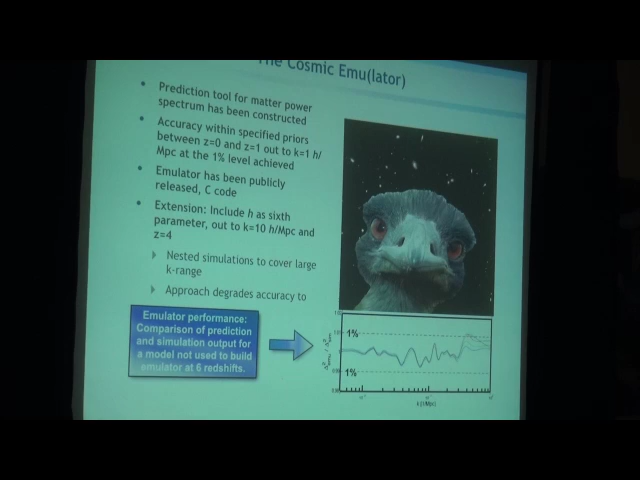 The Cosmic Emu(lator)
• Prediction tool for matter power
spectrum has been constructed
• Accuracy within specified priors
between z=0 and z=1 out to k=1 h/
Mpc at the 1% level achieved
• Emulator has been publicly
released, C code
• Extension: Include h as sixth
parameter, out to k=10 h/Mpc and
z=4
Nested simulations to cover large
k-range
Approach degrades accuracy to
Emulator performance:
Comparison of prediction
and simulation output for
a model not used to build
emulator at 6 redshifts.
1%
1%
k [1/Mpc]